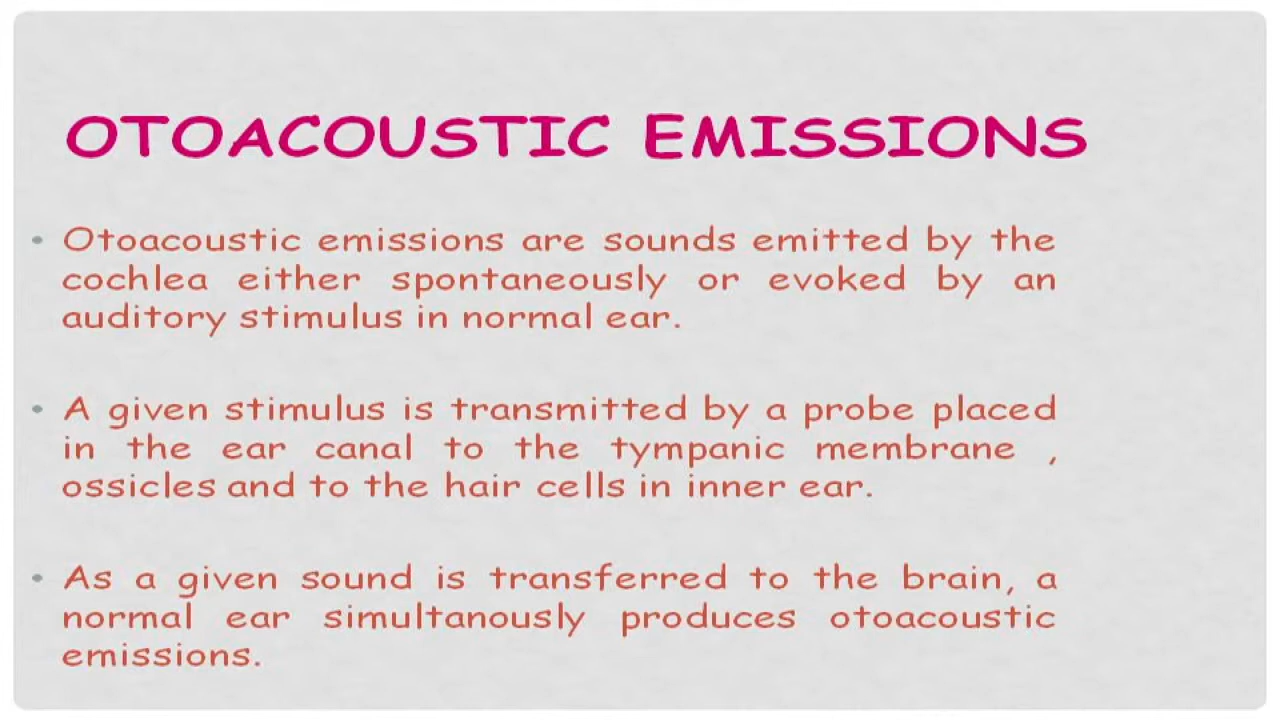 OTOACOUSTIC EMISSIONS
• Otoacoustic emissions are sounds emitted by the
cochlea either spontaneously or evoked by an
auditory stimulus in normal ear.
• A given stimulus is transmitted by a probe placed
in the ear canal to the tympanic membrane ,
ossicles and to the hair cells in inner ear.
• As a given sound is transferred to the brain, a
normal ear simultanously produces otoacoustic
emissions.